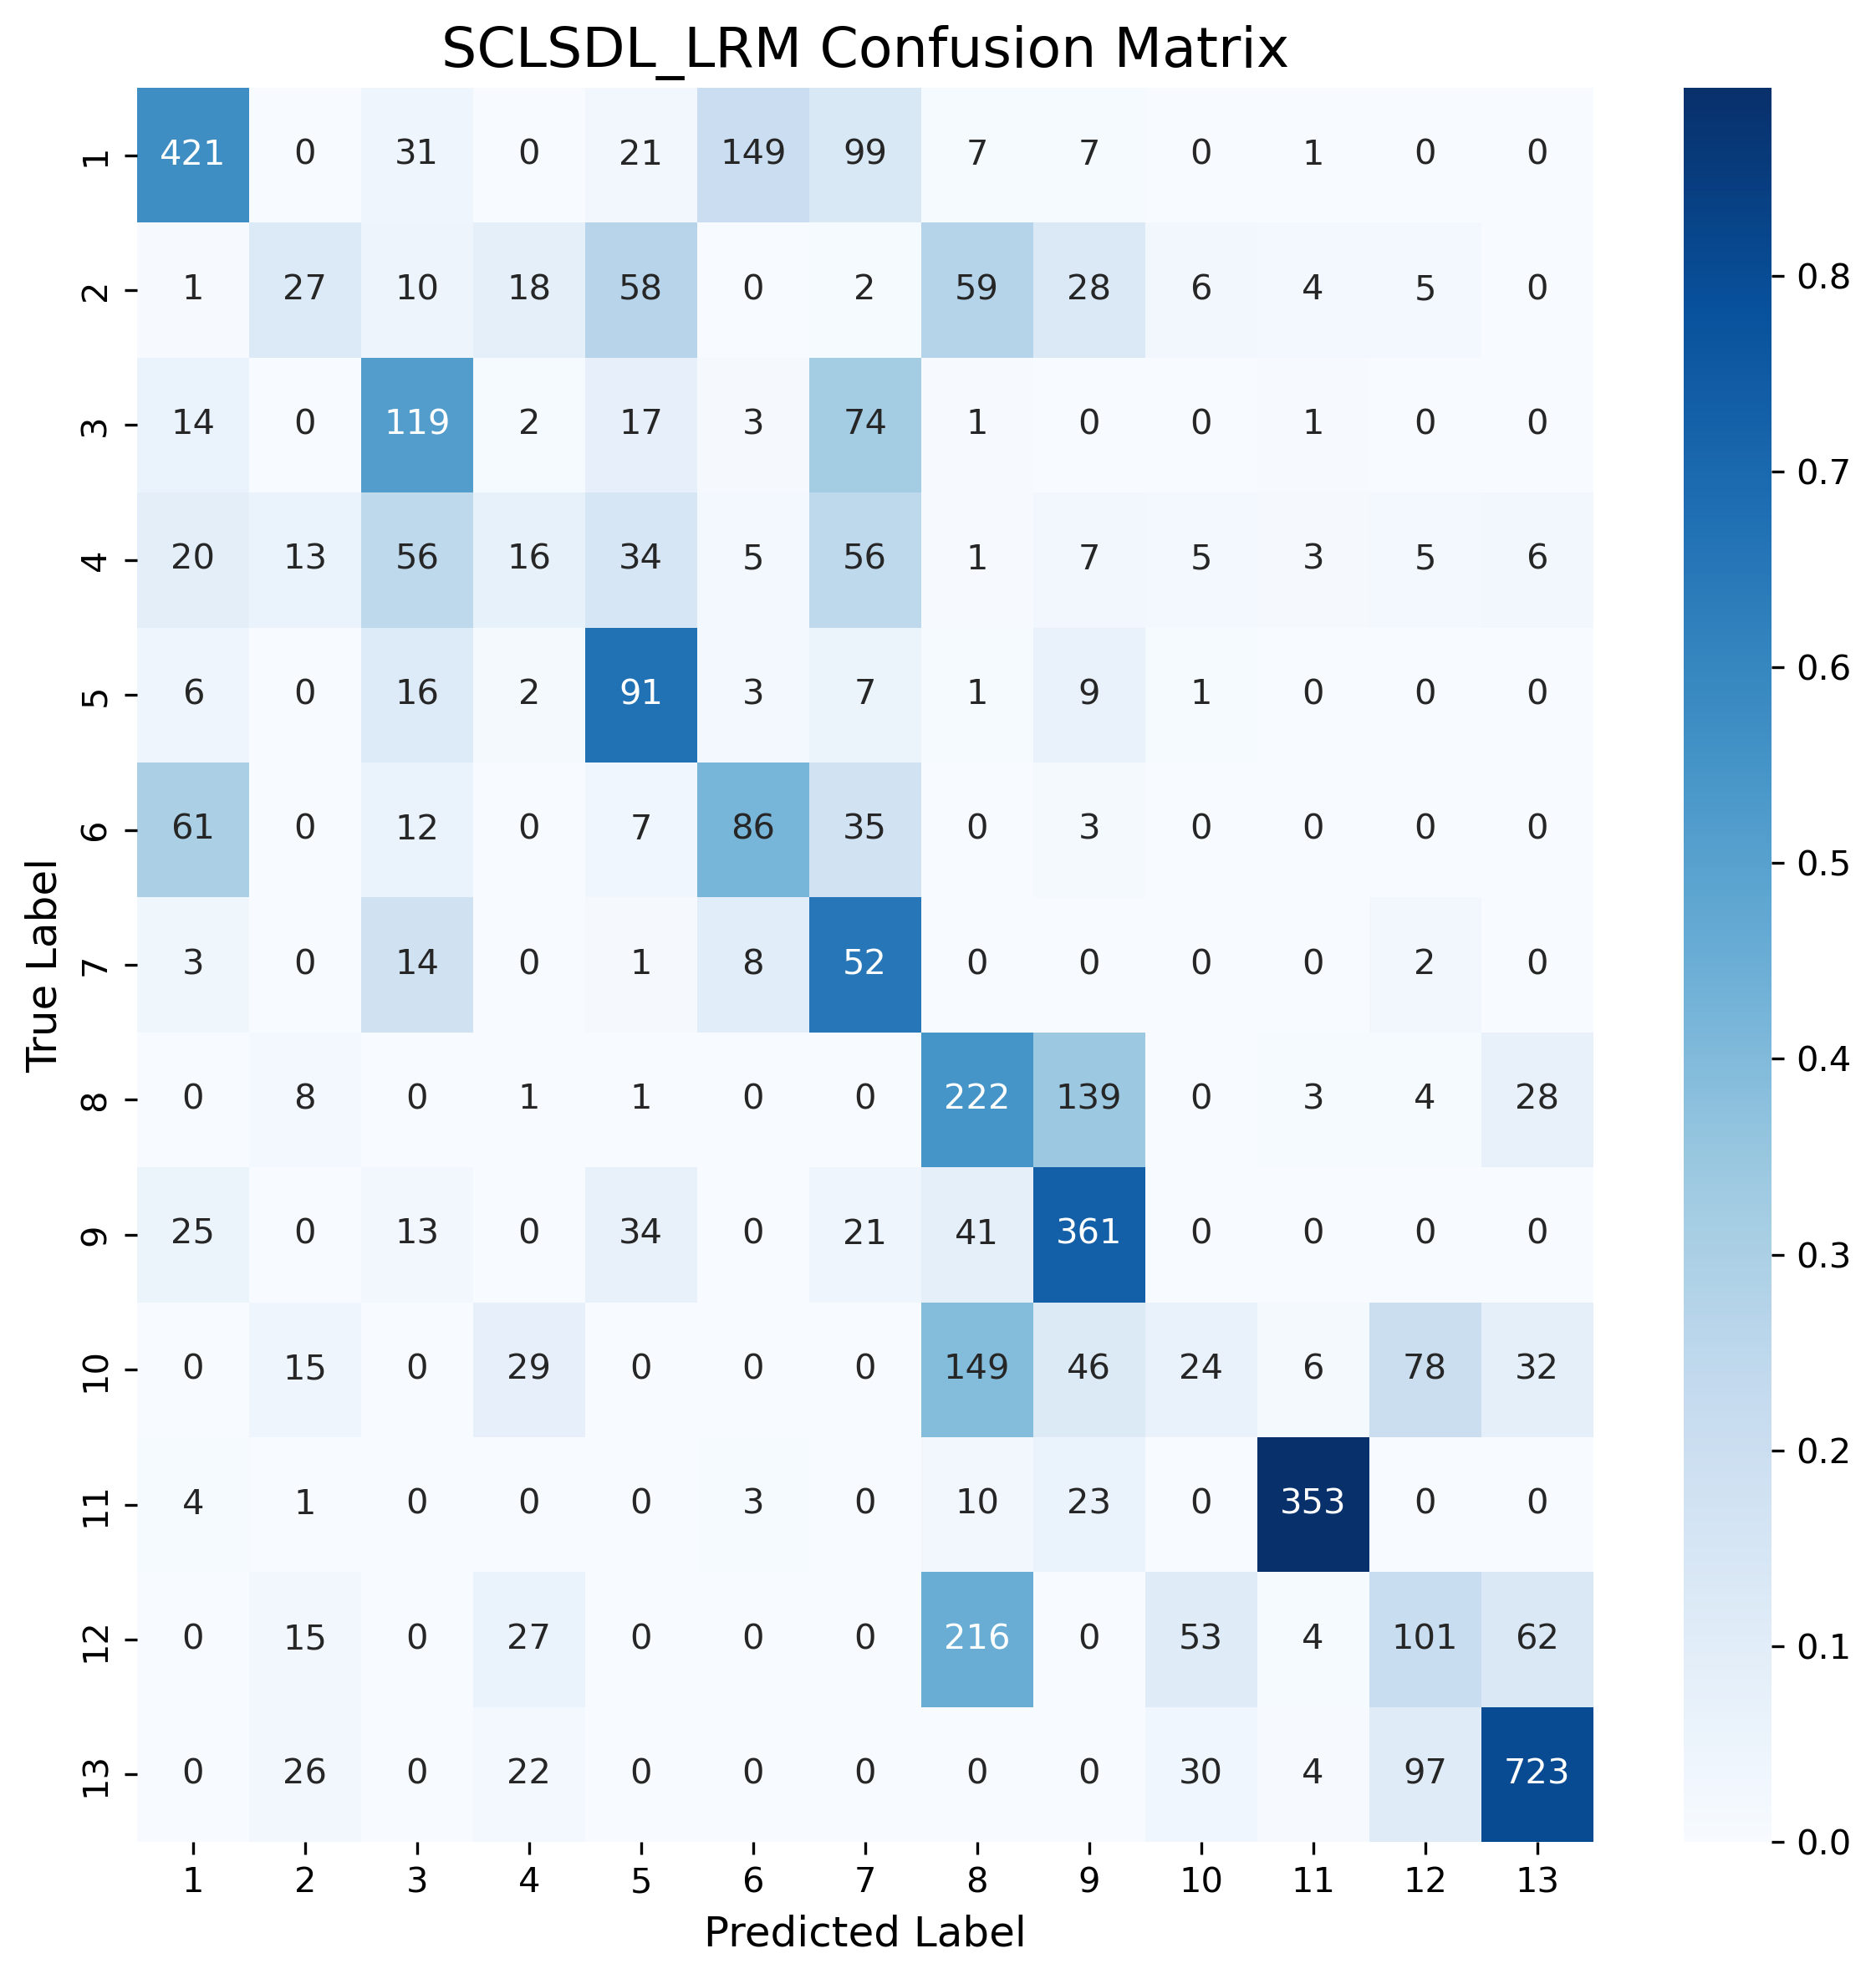 SCLSDL_LRM Confusion Matrix
1 421 0 31 0 21 149 99 7 7 0 1 0 0
2 1 27 10 18 58 0 2 59 28 6 4 5 0 0.8
3 14 0 119 2 17 3 74 1 0 0 1 0 0 0.7
4 20 13 56 16 34 5 56 1 7 5 3 5 6 0.6
5 6 0 16 2 91 3 7 1 9 1 0 0 0
6 61 0 12 0 7 86 35 0 3 0 0 0 0 0.5
7 3 0 14 0 1 8 52 0 0 0 0 2 0
8 0 8 0 1 1 0 0 222 139 0 3 4 28 0.4
9 25 0 13 0 34 0 21 41 361 0 0 0 0 0.3
10 0 15 0 29 0 0 0 149 46 24 6 78 32 0.2
11 4 1 0 0 0 3 0 10 23 0 353 0 0
12 0 15 0 27 0 0 0 216 0 53 4 101 62 0.1
13 0 26 0 22 0 0 0 0 0 30 4 97 723
0.0
1 2 3 4 5 6 7 8 9 10 11 12 13
True Label
Predicted Label